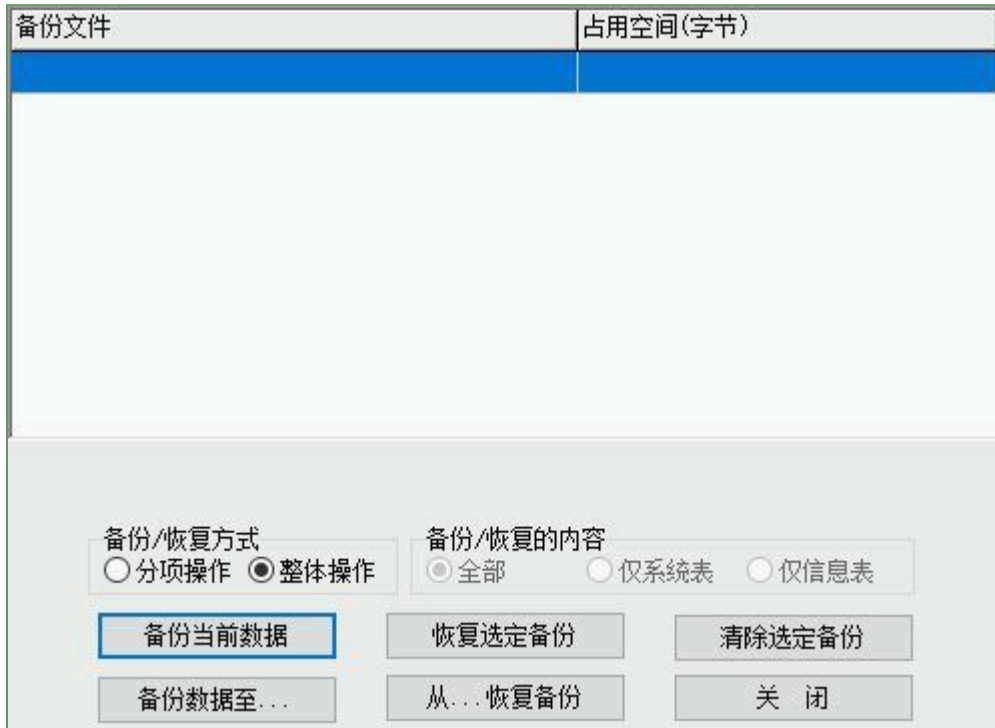 备份文件 占用空间(字节)
备份/恢复方式 备份/恢复的内容
分项操作 整体操作 全部 仅系统表 仅信息表
备份当前数据 恢复选定备份 清除选定备份
备份数据至... 从...恢复备份 关 闭